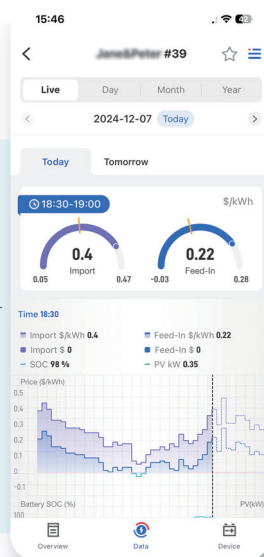 15:46
42
Jane&Peter #39
Live Day Month Year
2024-12-07 Today
Today Tomorrow
18:30-19:00 $/kWh
0.4 0.22
Import Feed-In
0.05 0.47 -0.03 0.28
Time 18:30
Import $/kWh 0.4 Feed-In $/kWh 0.22
Import $ 0 Feed-In $ 0
SOC 98 % PV kW 0.35
Price ($/kWh)
0.5
0.4
0.3
0.2
0.1
0
-0.1
Battery SOC (%) PV(kW)
100
Overview Data Device